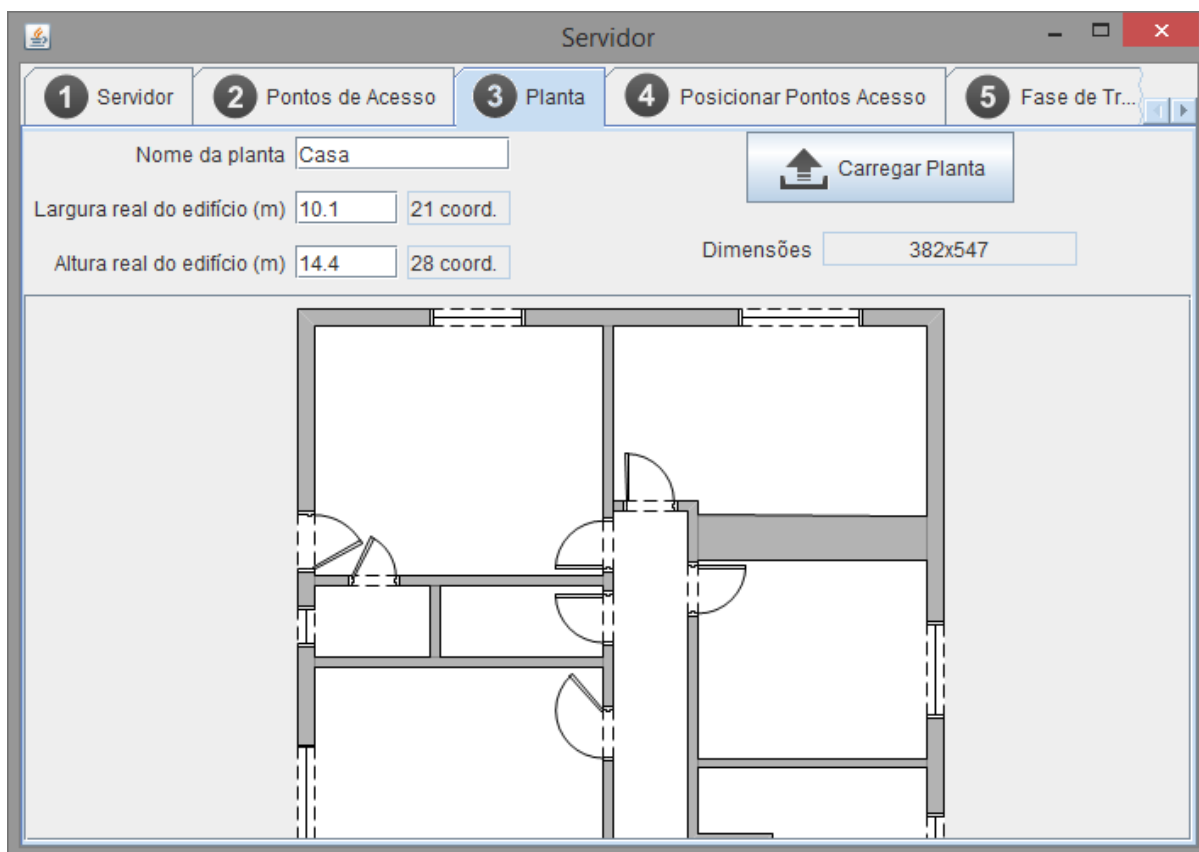 Servidor
1 Servidor 2 Pontos de Acesso 3 Planta 4 Posicionar Pontos Acesso 5 Fase de Tr...
Nome da planta Casa
Carregar Planta
Largura real do edifício (m) 10.1 21 coord.
Dimensões 382x547
Altura real do edifício (m) 14.4 28 coord.